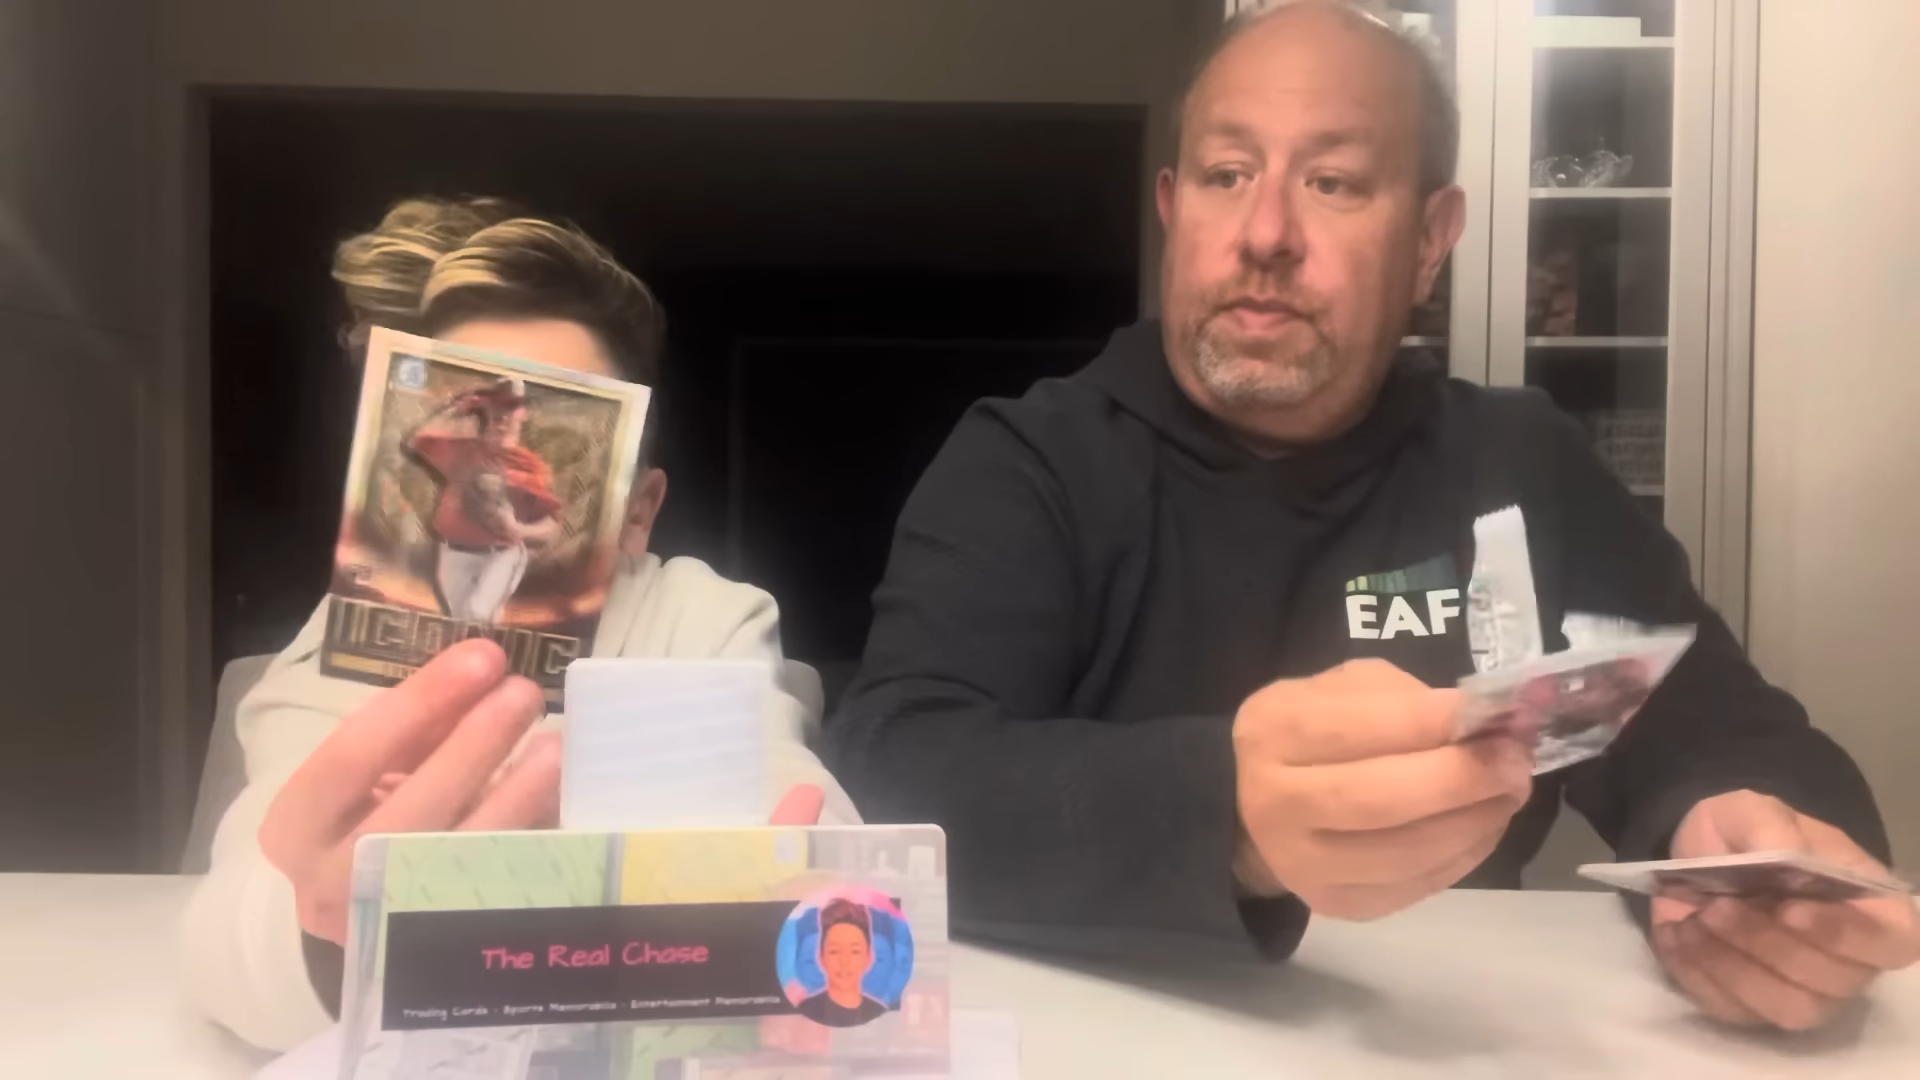 ICONIC
EAF
The Real Chase
Trading Cards - Sports Memorabilia - Entertainment Memorabilia